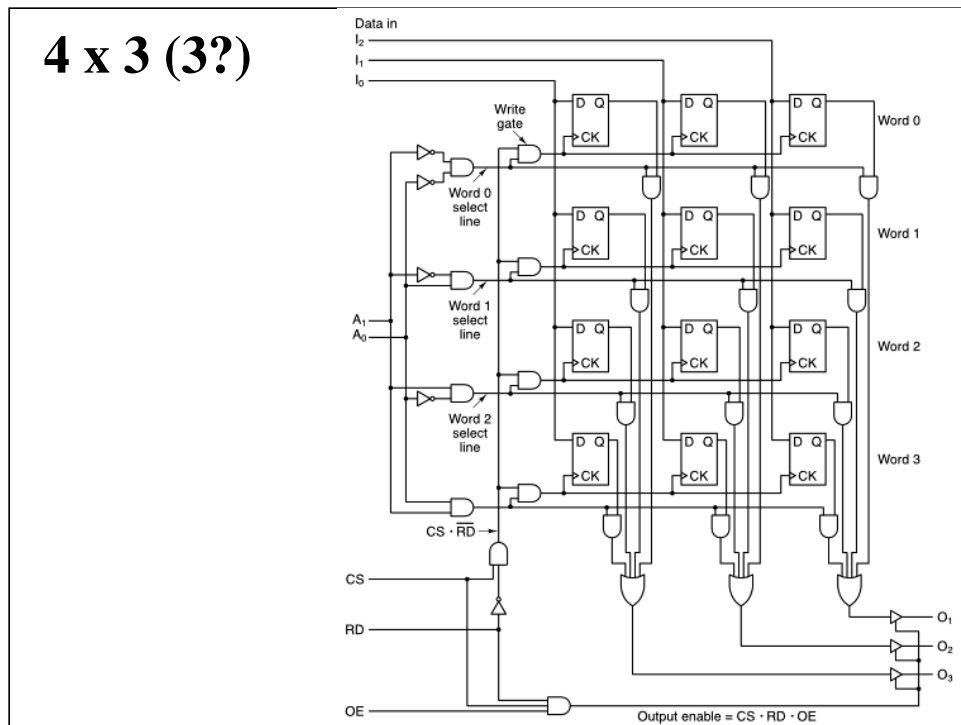 4 x 3 (3?)
Data in
I₂
I₁
I₀
Write
gate
D Q
CK
D Q
CK
D Q
CK
Word 0
Word 0
select
line
D Q
CK
D Q
CK
D Q
CK
Word 1
Word 1
select
line
A₁
A₀
D Q
CK
D Q
CK
D Q
CK
Word 2
Word 2
select
line
D Q
CK
D Q
CK
D Q
CK
Word 3
CS · R̅D̅
CS
RD
OE
O₁
O₂
O₃
Output enable = CS · RD · OE